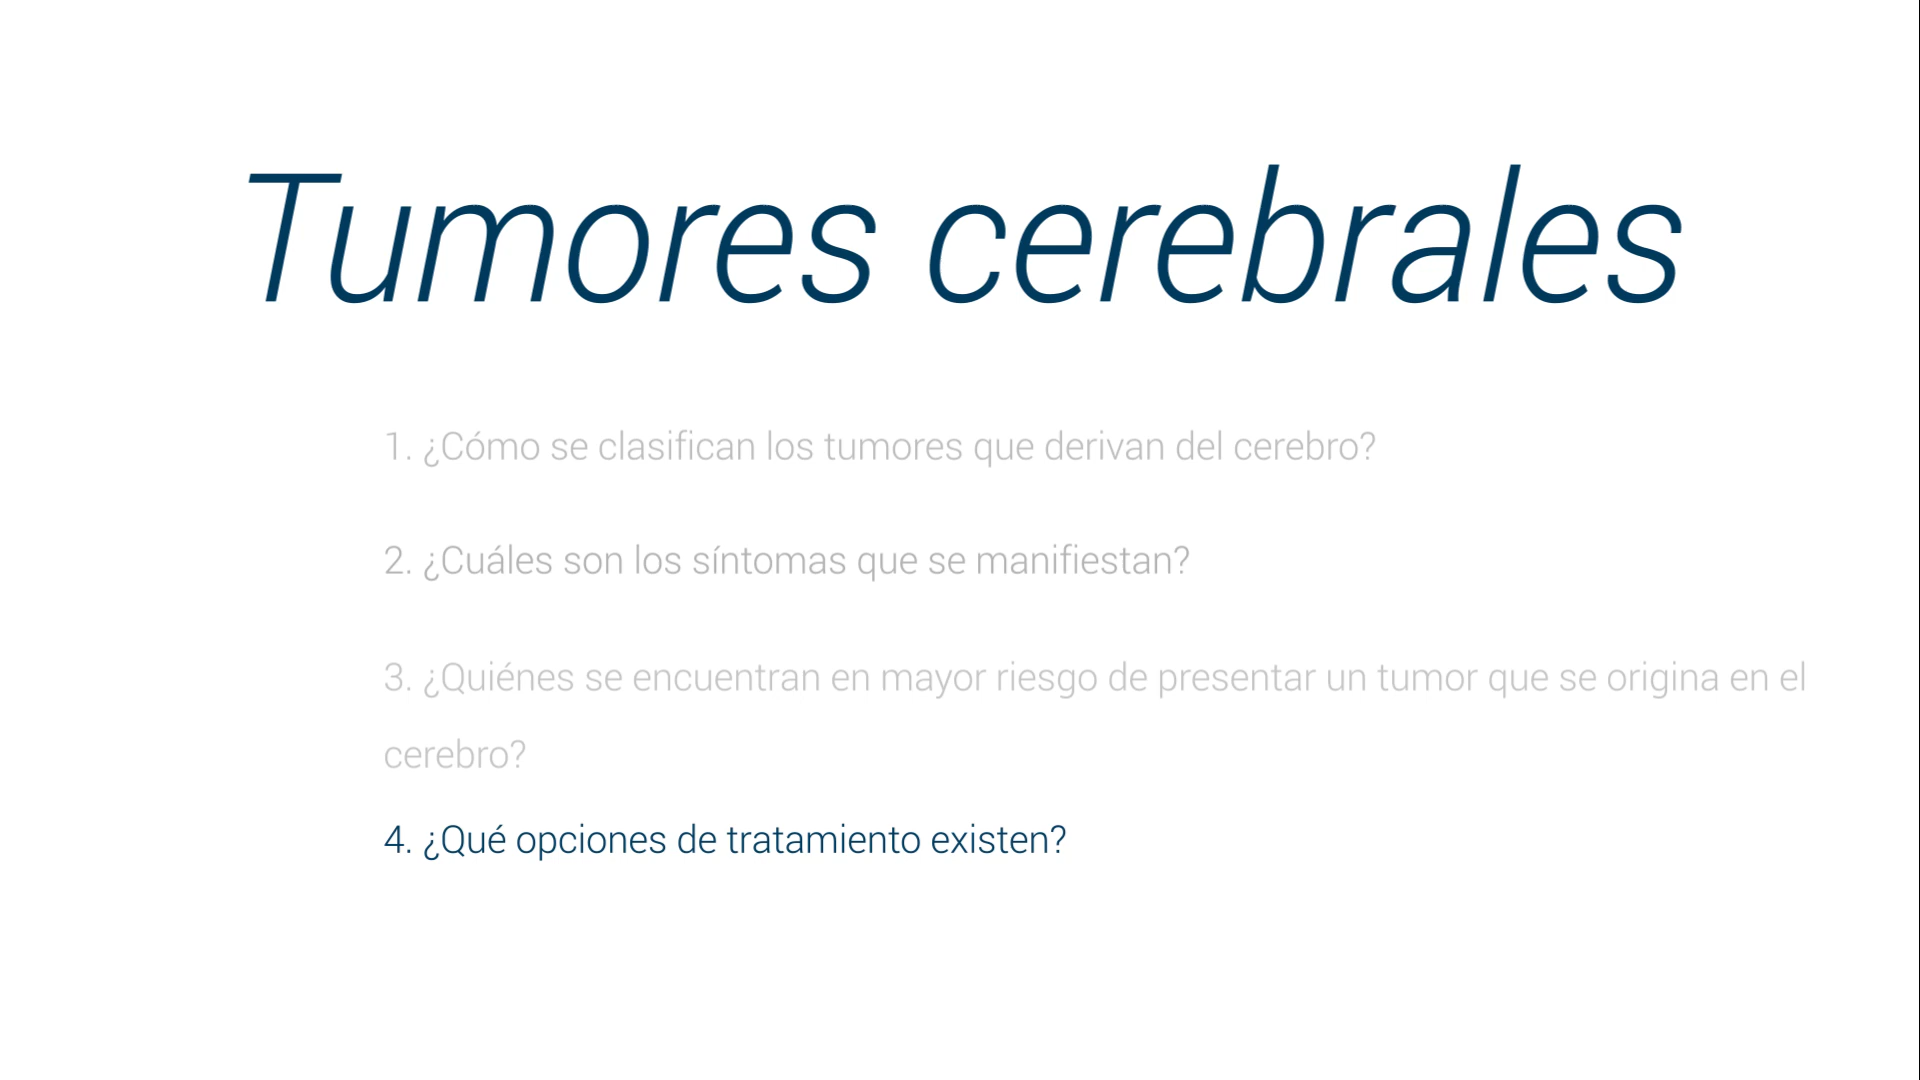 Tumores cerebrales
1. ¿Cómo se clasifican los tumores que derivan del cerebro?
2. ¿Cuáles son los síntomas que se manifiestan?
3. ¿Quiénes se encuentran en mayor riesgo de presentar un tumor que se origina en el
cerebro?
4. ¿Qué opciones de tratamiento existen?